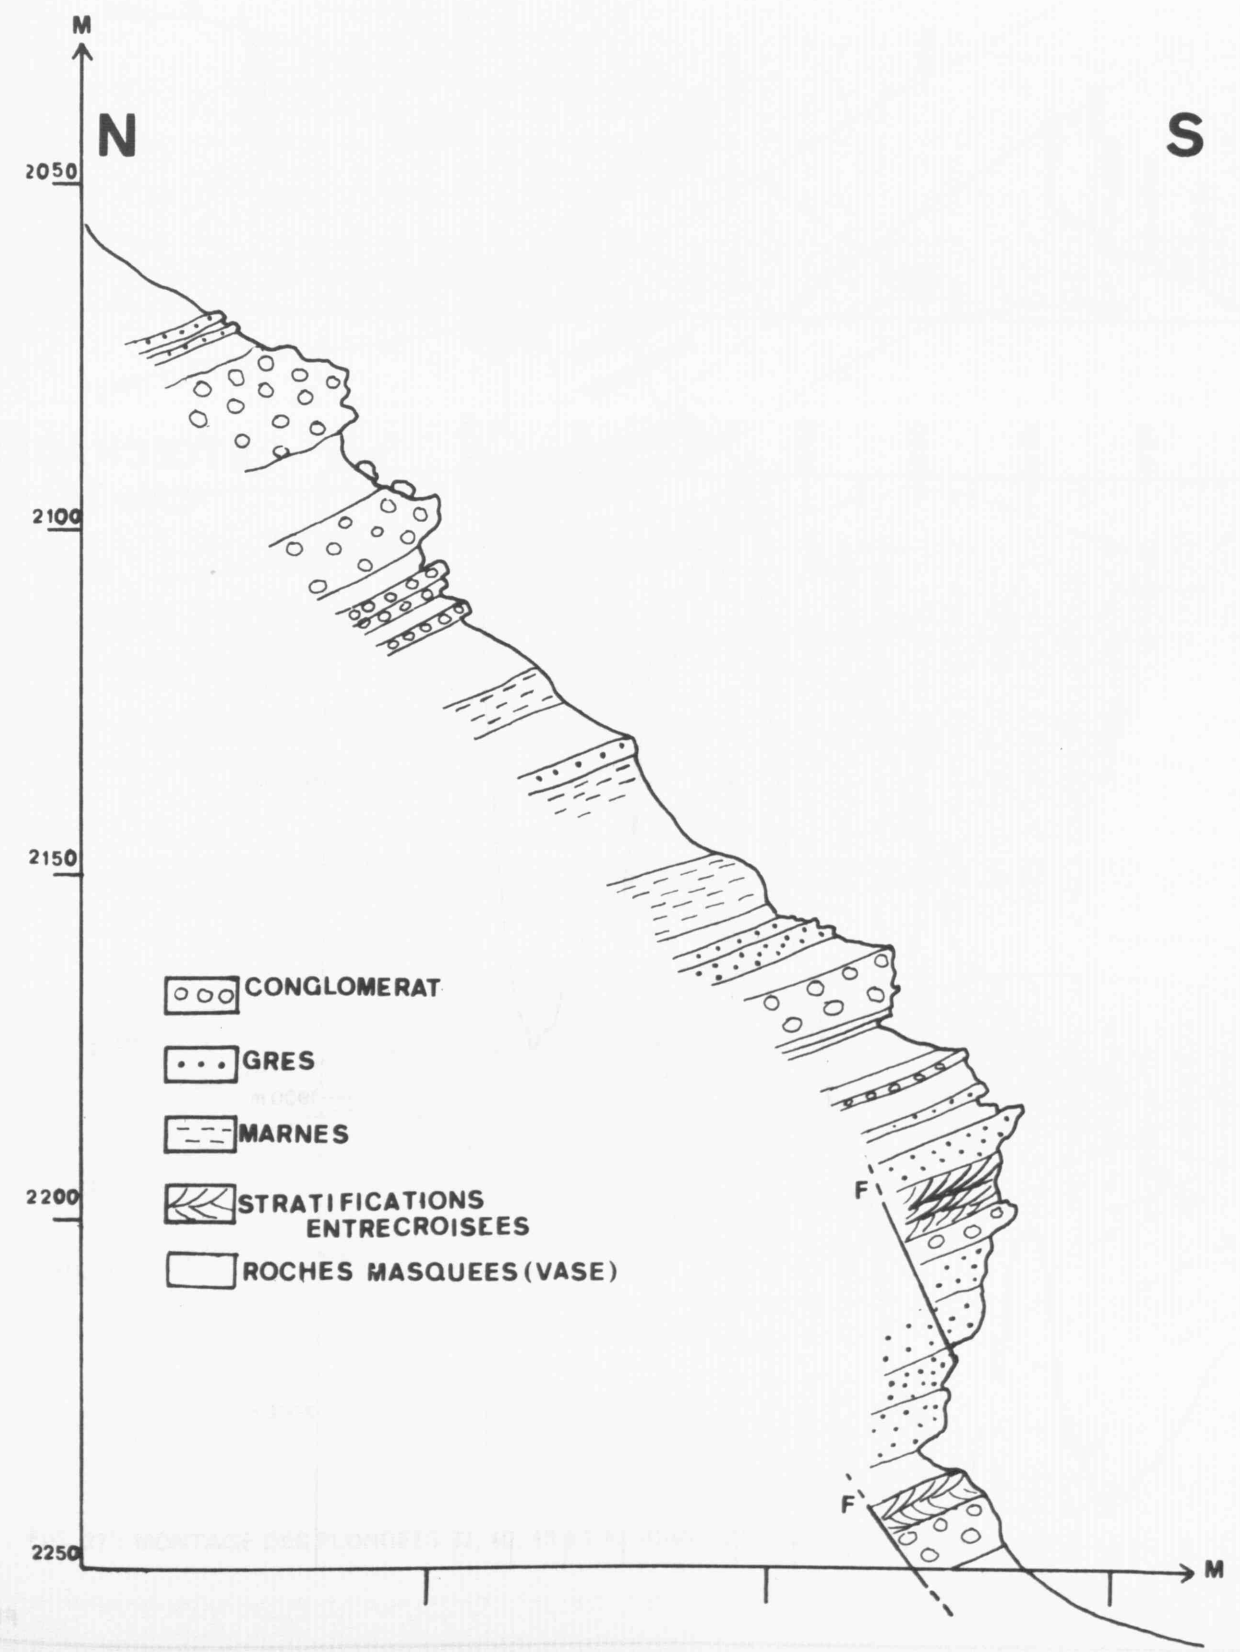 M
N
S
2050
2100
2150
CONGLOMERAT
GRES
MARNES
2200
STRATIFICATIONS
ENTRECROISEES
F
ROCHES MASQUEES (VASE)
F
2250
M